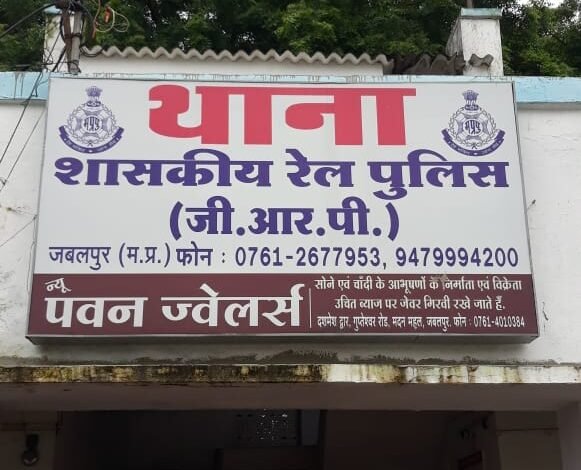 थाना
शासकीय रेल पुलिस
(जी.आर.पी.)
जबलपुर (म.प्र.) फोन : 0761-2677953, 9479994200
न्यू
पवन ज्वेलर्स
सोने एवं चाँदी के आभूषणों के निर्माता एवं विक्रेता
उचित ब्याज पर जेवर गिरवी रखे जाते हैं.
दशमेश द्वार, गुप्तेश्वर रोड, मदन महल, जबलपुर. फोन : 0761-4010384